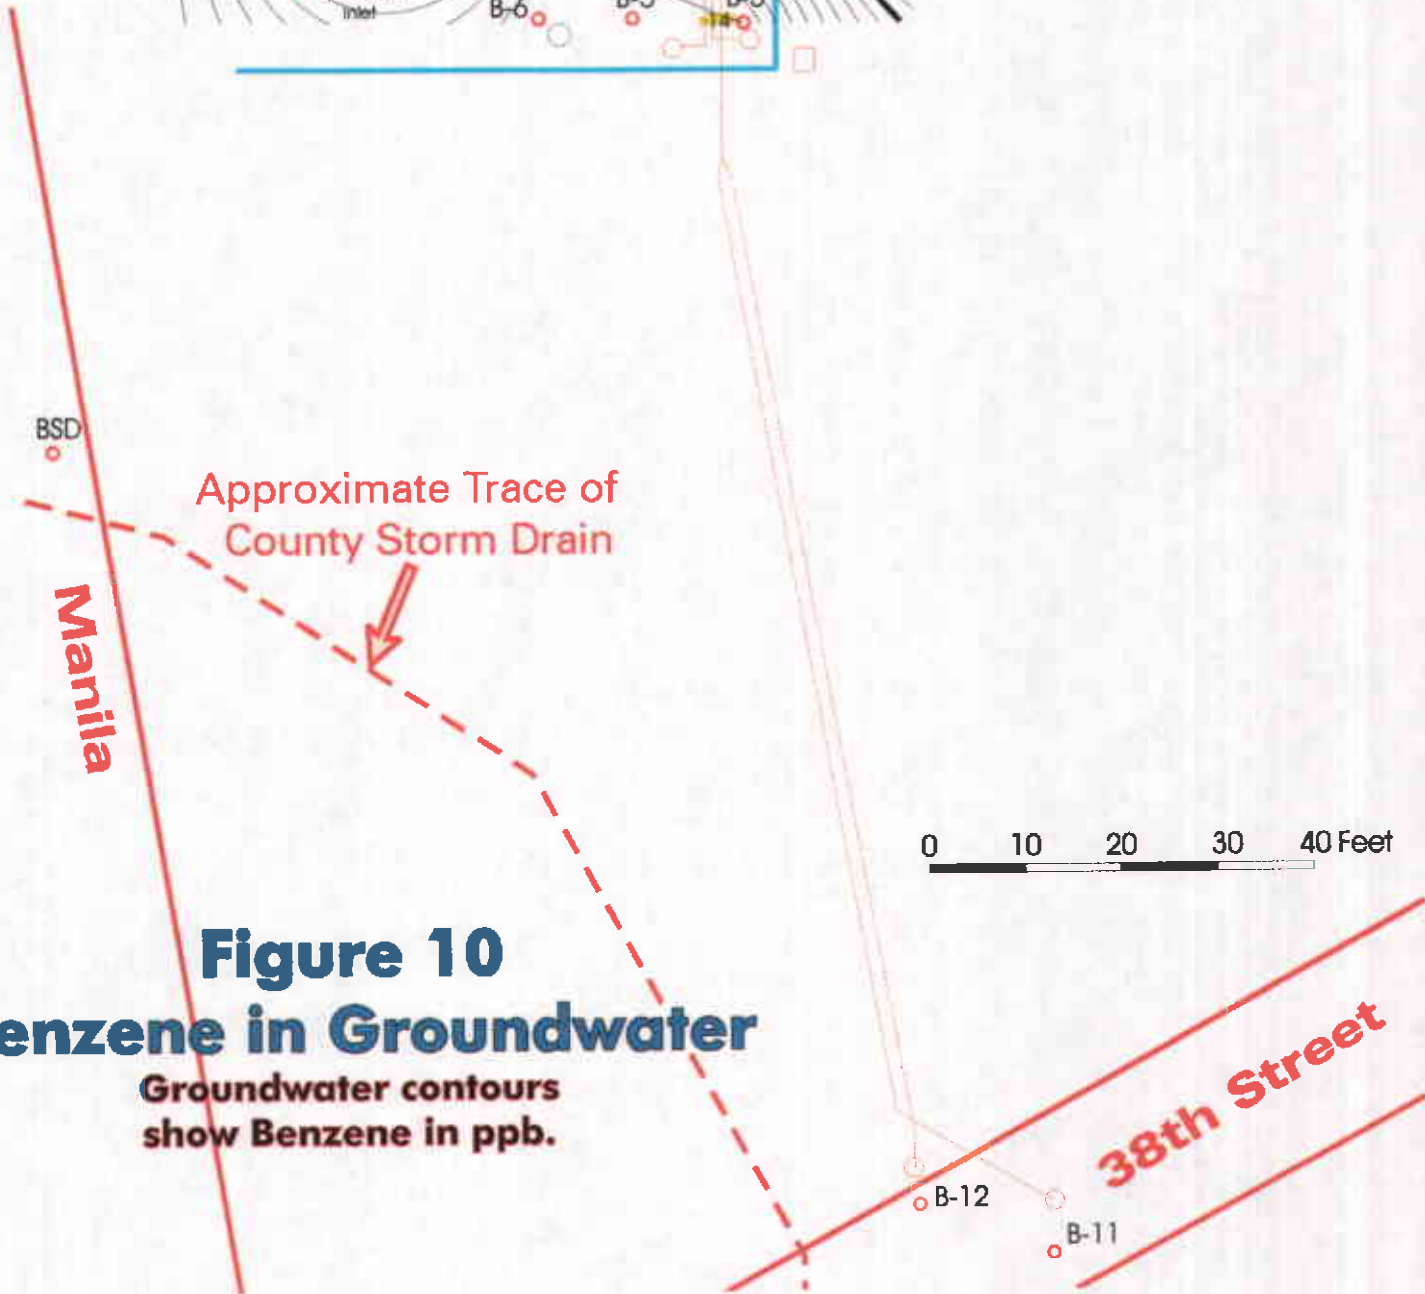 Inlet
B-6
BSD
Approximate Trace of
County Storm Drain
Manila
0 10 20 30 40 Feet
Figure 10
enzene in Groundwater
Groundwater contours
show Benzene in ppb.
38th Street
B-12
B-11